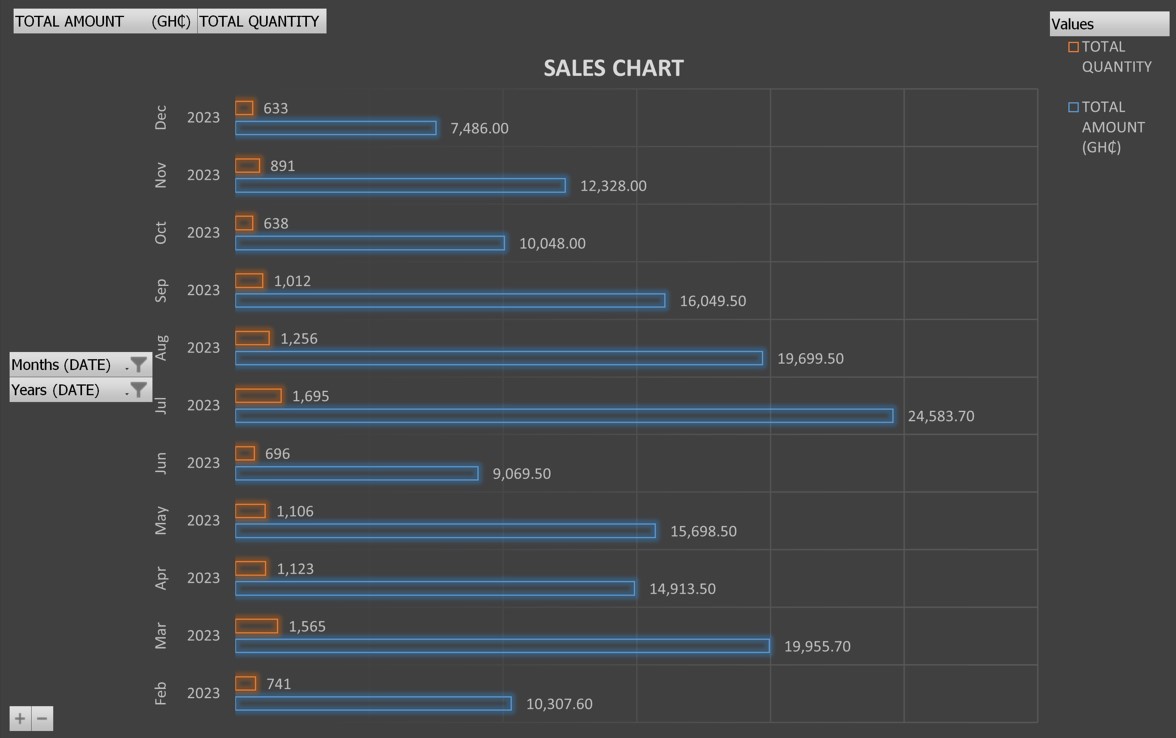 TOTAL AMOUNT (GH₵) TOTAL QUANTITY
Values
TOTAL
QUANTITY
TOTAL
AMOUNT
(GH₵)
SALES CHART
Dec 2023 633
7,486.00
Nov 2023 891
12,328.00
Oct 2023 638
10,048.00
Sep 2023 1,012
16,049.50
Aug 2023 1,256
19,699.50
Months (DATE)
Years (DATE)
Jul 2023 1,695
24,583.70
Jun 2023 696
9,069.50
May 2023 1,106
15,698.50
Apr 2023 1,123
14,913.50
Mar 2023 1,565
19,955.70
Feb 2023 741
10,307.60
+ −